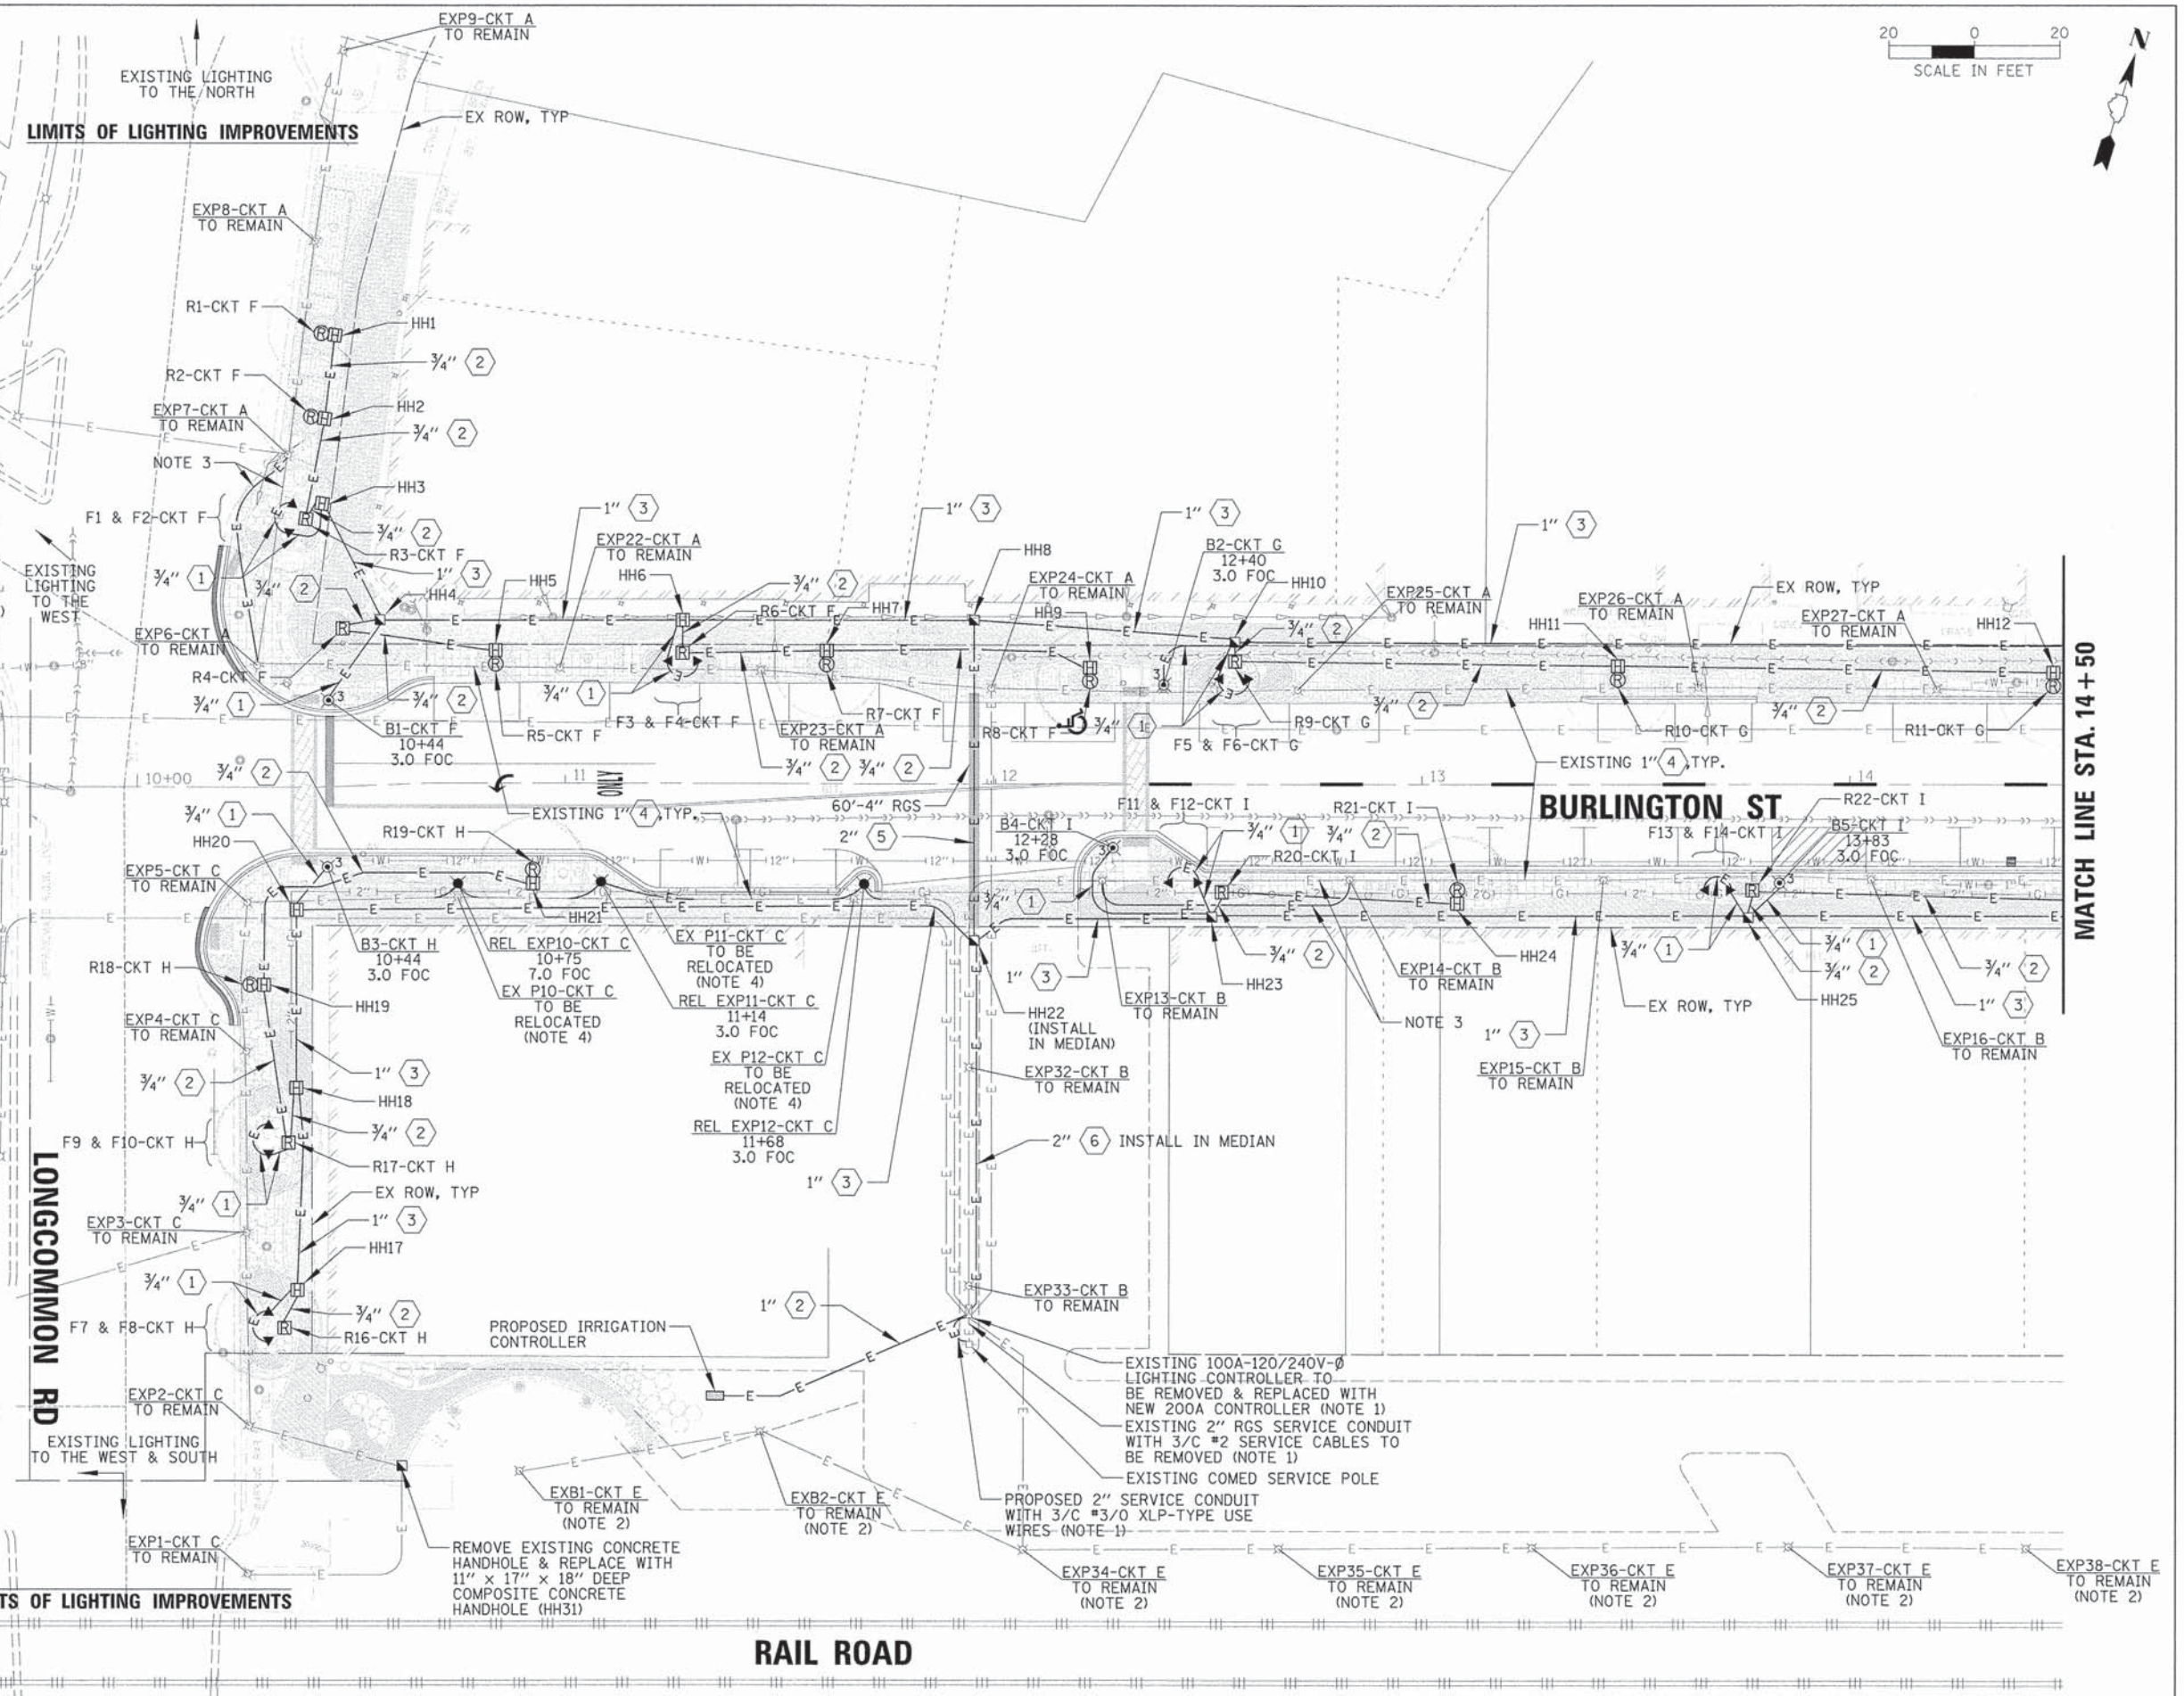 EXP9-CKT A
TO REMAIN
20 0 20
SCALE IN FEET
N
EXISTING LIGHTING
TO THE NORTH
EX ROW, TYP
LIMITS OF LIGHTING IMPROVEMENTS
EXP8-CKT A
TO REMAIN
R1-CKT F
HH1
3/4" 2
R2-CKT F
HH2
EXP7-CKT A
TO REMAIN
3/4" 2
NOTE 3
HH3
F1 & F2-CKT F
3/4" 2
R3-CKT F
1" 3
3/4" 1
3/4" 2
HH4
EXISTING
LIGHTING
TO THE
WEST
EXP6-CKT A
TO REMAIN
R4-CKT F
3/4" 1
3/4" 2
B1-CKT F
10+44
3.0 FOC
1" 3
EXP22-CKT A
TO REMAIN
HH5
HH6
3/4" 2
R6-CKT F
HH7
1" 3
HH8
1" 3
B2-CKT G
12+40
3.0 FOC
EXP24-CKT A
TO REMAIN
HH9
HH10
3/4" 2
EXP25-CKT A
TO REMAIN
1" 3
EXP26-CKT A
TO REMAIN
HH11
EX ROW, TYP
EXP27-CKT A
TO REMAIN
HH12
3/4" 1
F3 & F4-CKT F
R5-CKT F
EXP23-CKT A
TO REMAIN
R7-CKT F
3/4" 2
3/4" 2
R8-CKT F
3/4" 1
F5 & F6-CKT G
R9-CKT G
3/4" 2
R10-CKT G
3/4" 2
R11-CKT G
MATCH LINE STA. 14+50
10+00
11
ONLY
12
13
14
EXISTING 1" 4, TYP.
EXISTING 1" 4, TYP.
60'-4" RGS
2" 5
BURLINGTON ST
3/4" 2
3/4" 1
HH20
R19-CKT H
EXP5-CKT C
TO REMAIN
B4-CKT I
12+28
3.0 FOC
F11 & F12-CKT I
3/4" 1
R21-CKT I
3/4" 2
R20-CKT I
F13 & F14-CKT I
R22-CKT I
B5-CKT I
13+83
3.0 FOC
3/4" 1
HH21
B3-CKT H
10+44
3.0 FOC
REL EXP10-CKT C
10+75
7.0 FOC
EX P10-CKT C
TO BE
RELOCATED
(NOTE 4)
EX P11-CKT C
TO BE
RELOCATED
(NOTE 4)
REL EXP11-CKT C
11+14
3.0 FOC
EX P12-CKT C
TO BE
RELOCATED
(NOTE 4)
REL EXP12-CKT C
11+68
3.0 FOC
1" 3
R18-CKT H
HH19
EXP4-CKT C
TO REMAIN
3/4" 2
1" 3
HH18
3/4" 2
F9 & F10-CKT H
R17-CKT H
EX ROW, TYP
3/4" 1
EXP3-CKT C
TO REMAIN
1" 3
HH17
3/4" 1
3/4" 2
F7 & F8-CKT H
R16-CKT H
LONGCOMMON RD
1" 3
HH22
(INSTALL
IN MEDIAN)
EXP13-CKT B
TO REMAIN
HH23
3/4" 2
EXP14-CKT B
TO REMAIN
HH24
NOTE 3
1" 3
EXP15-CKT B
TO REMAIN
3/4" 1
EX ROW, TYP
3/4" 1
3/4" 2
HH25
3/4" 2
1" 3
EXP16-CKT B
TO REMAIN
EXP32-CKT B
TO REMAIN
2" 6 INSTALL IN MEDIAN
EXP33-CKT B
TO REMAIN
1" 2
PROPOSED IRRIGATION
CONTROLLER
EXISTING 100A-120/240V-Ø
LIGHTING CONTROLLER TO
BE REMOVED & REPLACED WITH
NEW 200A CONTROLLER (NOTE 1)
EXISTING 2" RGS SERVICE CONDUIT
WITH 3/C #2 SERVICE CABLES TO
BE REMOVED (NOTE 1)
EXISTING COMED SERVICE POLE
PROPOSED 2" SERVICE CONDUIT
WITH 3/C #3/0 XLP-TYPE USE
WIRES (NOTE 1)
EXP2-CKT C
TO REMAIN
EXISTING LIGHTING
TO THE WEST & SOUTH
EXB1-CKT E
TO REMAIN
(NOTE 2)
EXB2-CKT E
TO REMAIN
(NOTE 2)
EXP1-CKT C
TO REMAIN
REMOVE EXISTING CONCRETE
HANDHOLE & REPLACE WITH
11" x 17" x 18" DEEP
COMPOSITE CONCRETE
HANDHOLE (HH31)
EXP34-CKT E
TO REMAIN
(NOTE 2)
EXP35-CKT E
TO REMAIN
(NOTE 2)
EXP36-CKT E
TO REMAIN
(NOTE 2)
EXP37-CKT E
TO REMAIN
(NOTE 2)
EXP38-CKT E
TO REMAIN
(NOTE 2)
TS OF LIGHTING IMPROVEMENTS
RAIL ROAD